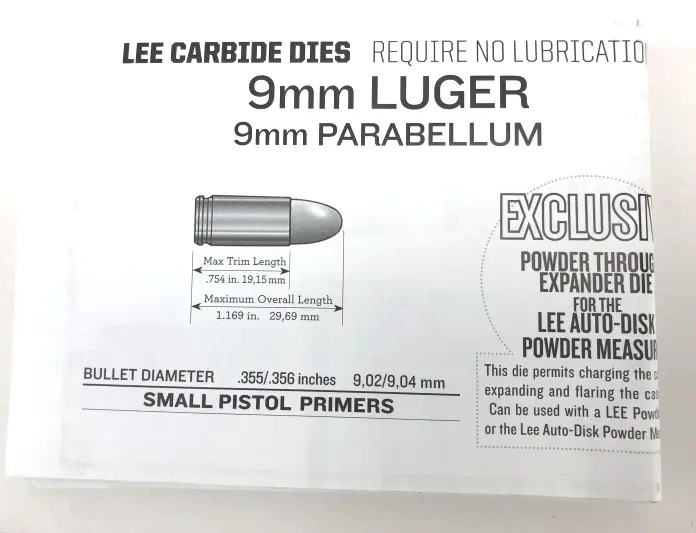 LEE CARBIDE DIES REQUIRE NO LUBRICATIO
9mm LUGER
9mm PARABELLUM
Max Trim Length
.754 in. 19,15mm
Maximum Overall Length
1.169 in. 29,69 mm
BULLET DIAMETER .355/.356 inches 9,02/9,04 mm
SMALL PISTOL PRIMERS
EXCLUSI
POWDER THROUG
EXPANDER DIE
FOR THE
LEE AUTO-DISK
POWDER MEASUR
This die permits charging the
expanding and flaring the cas
Can be used with a LEE Powd
or the Lee Auto-Disk Powder Me